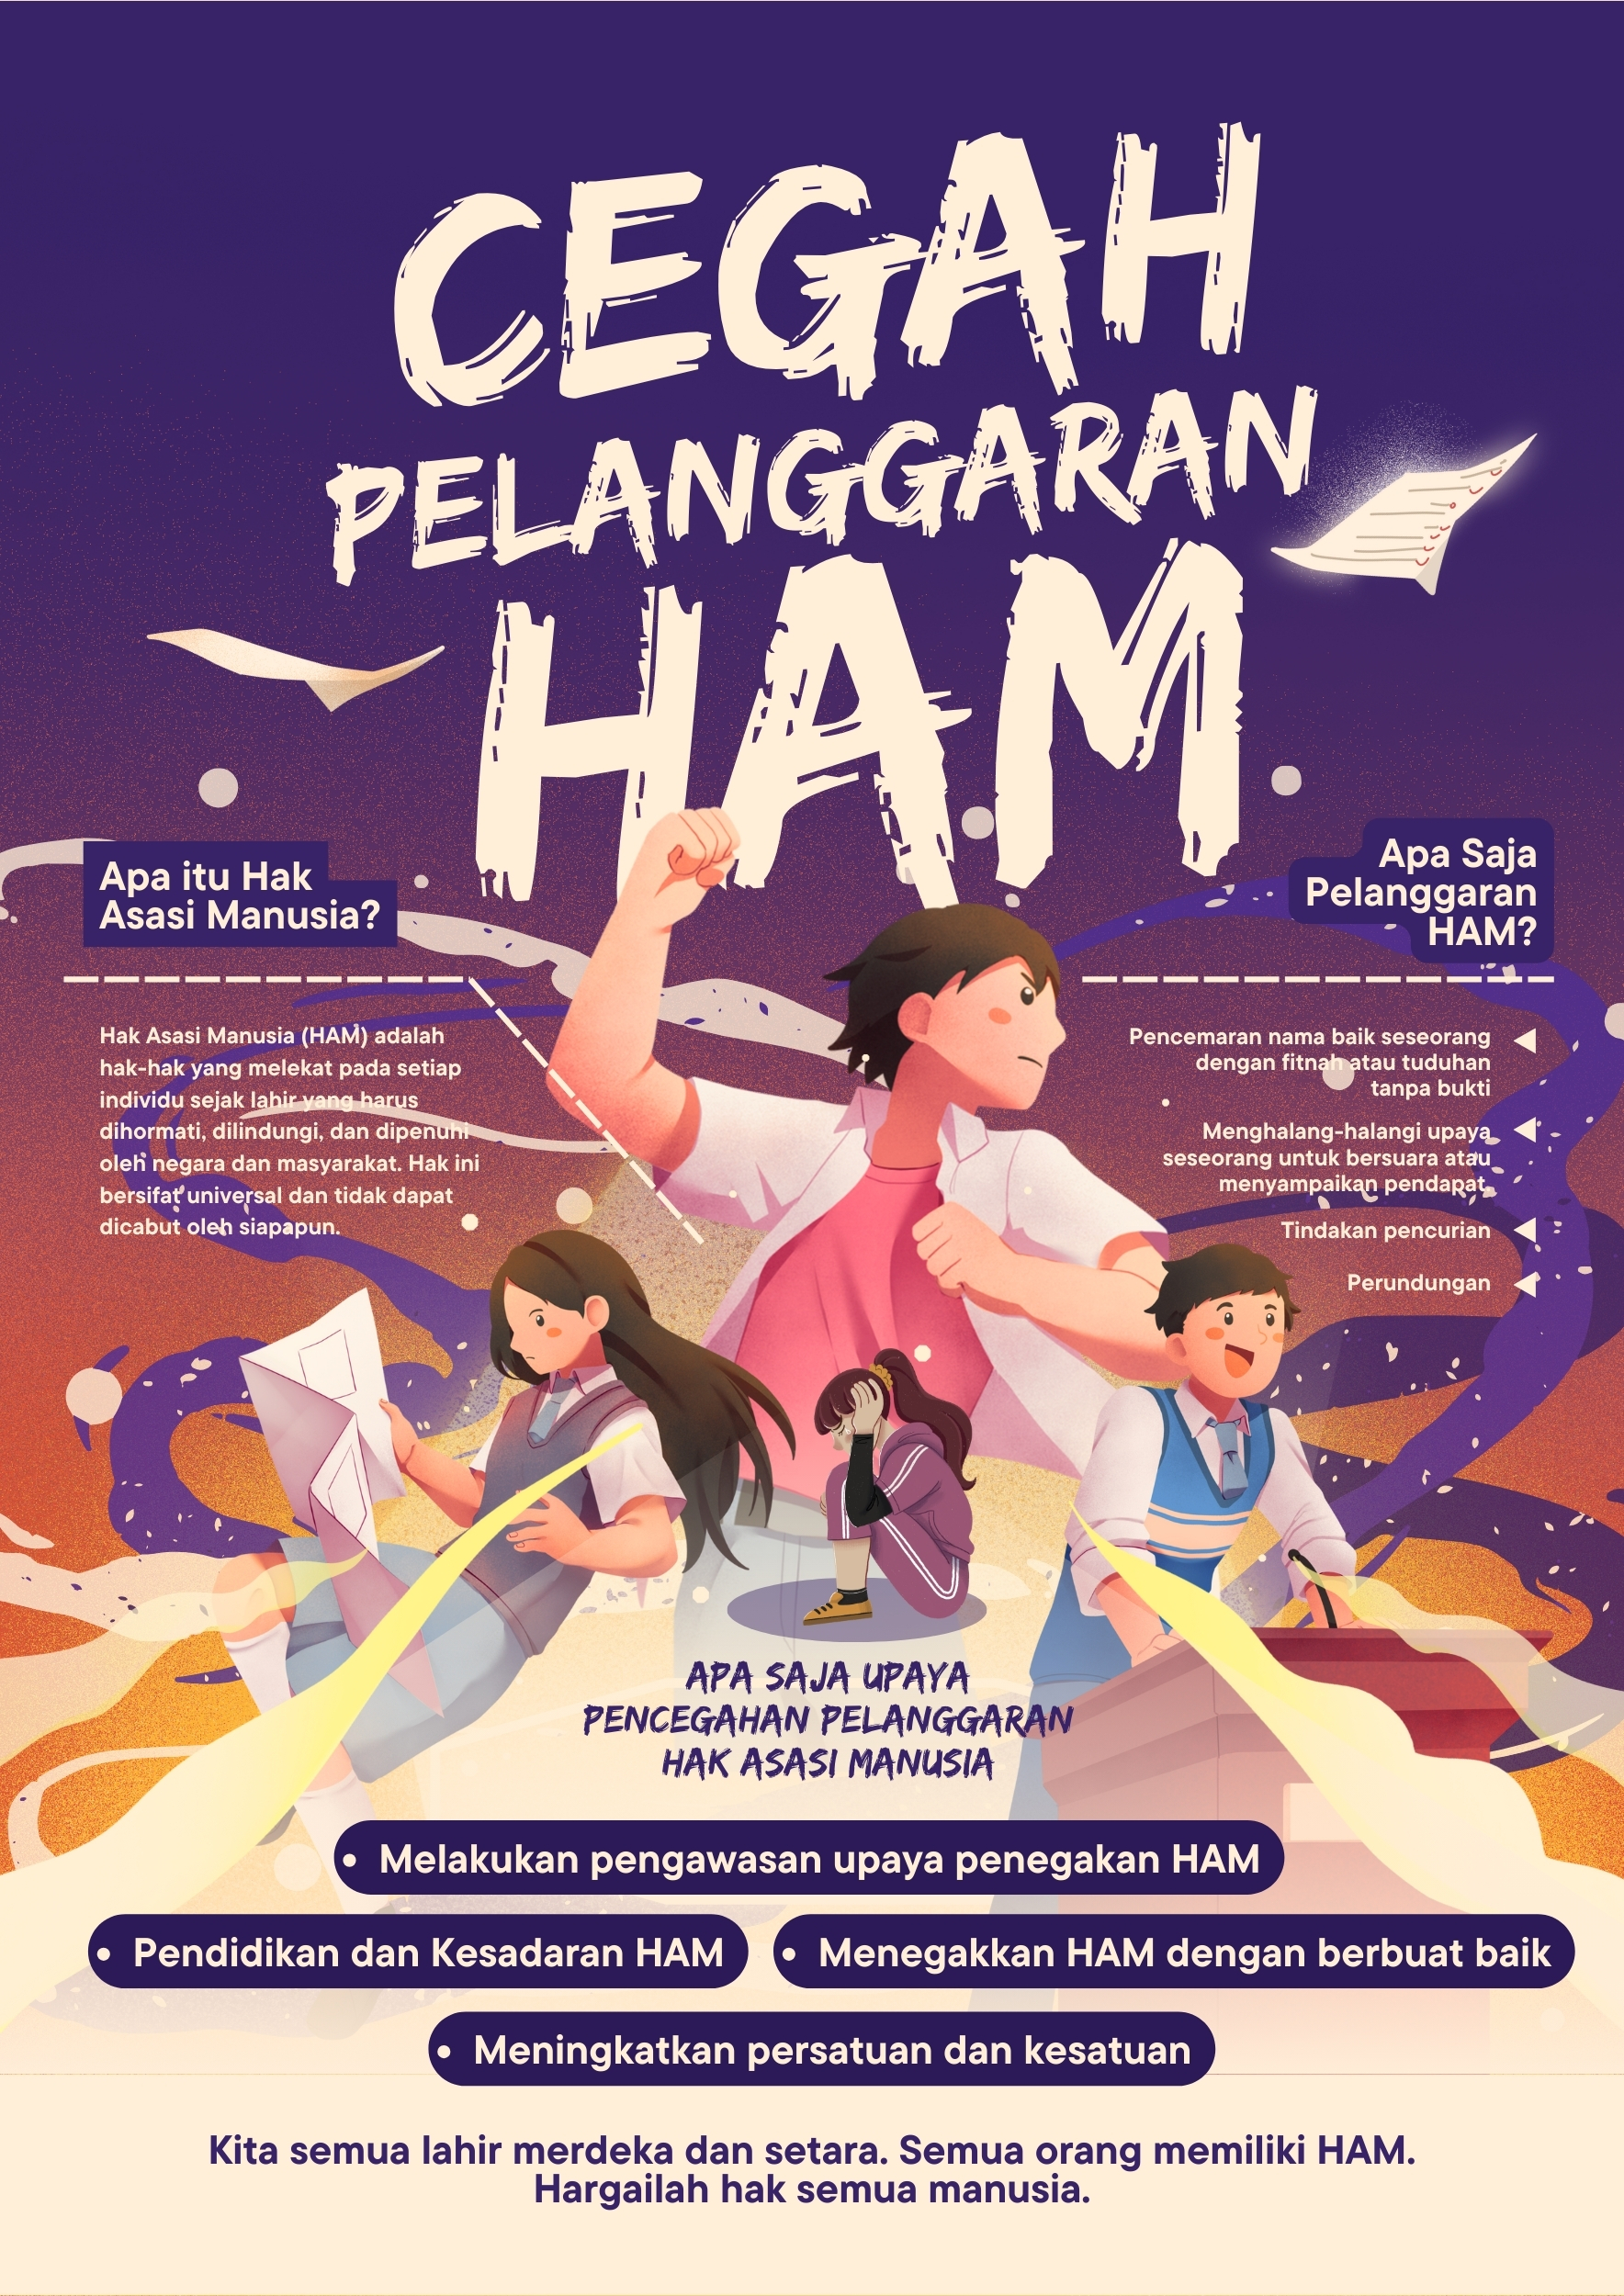 CEGAH
PELANGGARAN
HAM
Apa itu Hak
Asasi Manusia?
Hak Asasi Manusia (HAM) adalah
hak-hak yang melekat pada setiap
individu sejak lahir yang harus
dihormati, dilindungi, dan dipenuhi
oleh negara dan masyarakat. Hak ini
bersifat universal dan tidak dapat
dicabut oleh siapapun.
Apa Saja
Pelanggaran
HAM?
Pencemaran nama baik seseorang
dengan fitnah atau tuduhan
tanpa bukti
Menghalang-halangi upaya
seseorang untuk bersuara atau
menyampaikan pendapat.
Tindakan pencurian
Perundungan
APA SAJA UPAYA
PENCEGAHAN PELANGGARAN
HAK ASASI MANUSIA
• Melakukan pengawasan upaya penegakan HAM
• Pendidikan dan Kesadaran HAM
• Menegakkan HAM dengan berbuat baik
• Meningkatkan persatuan dan kesatuan
Kita semua lahir merdeka dan setara. Semua orang memiliki HAM.
Hargailah hak semua manusia.